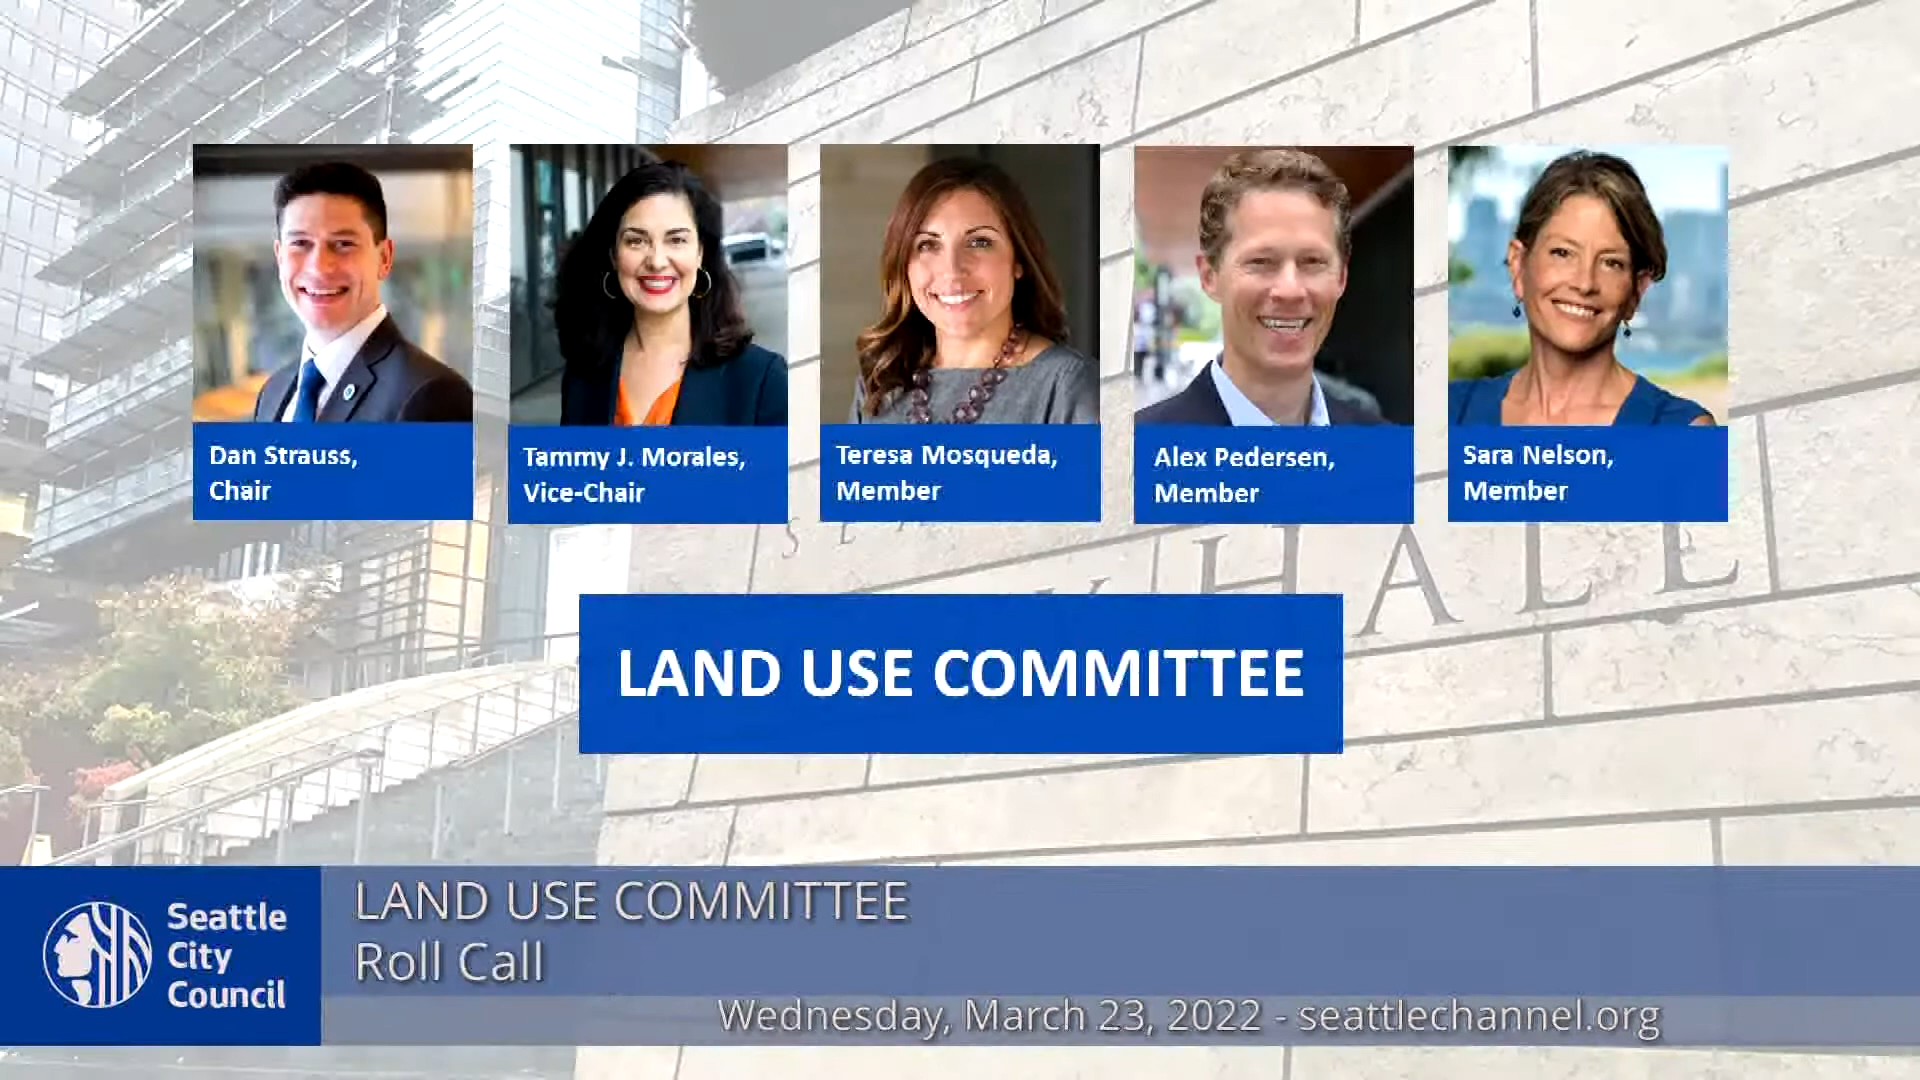 Dan Strauss,
Chair
Tammy J. Morales,
Vice-Chair
Teresa Mosqueda,
Member
Alex Pedersen,
Member
Sara Nelson,
Member
HALL
LAND USE COMMITTEE
Seattle
City
Council
LAND USE COMMITTEE
Roll Call
Wednesday, March 23, 2022 - seattlechannel.org